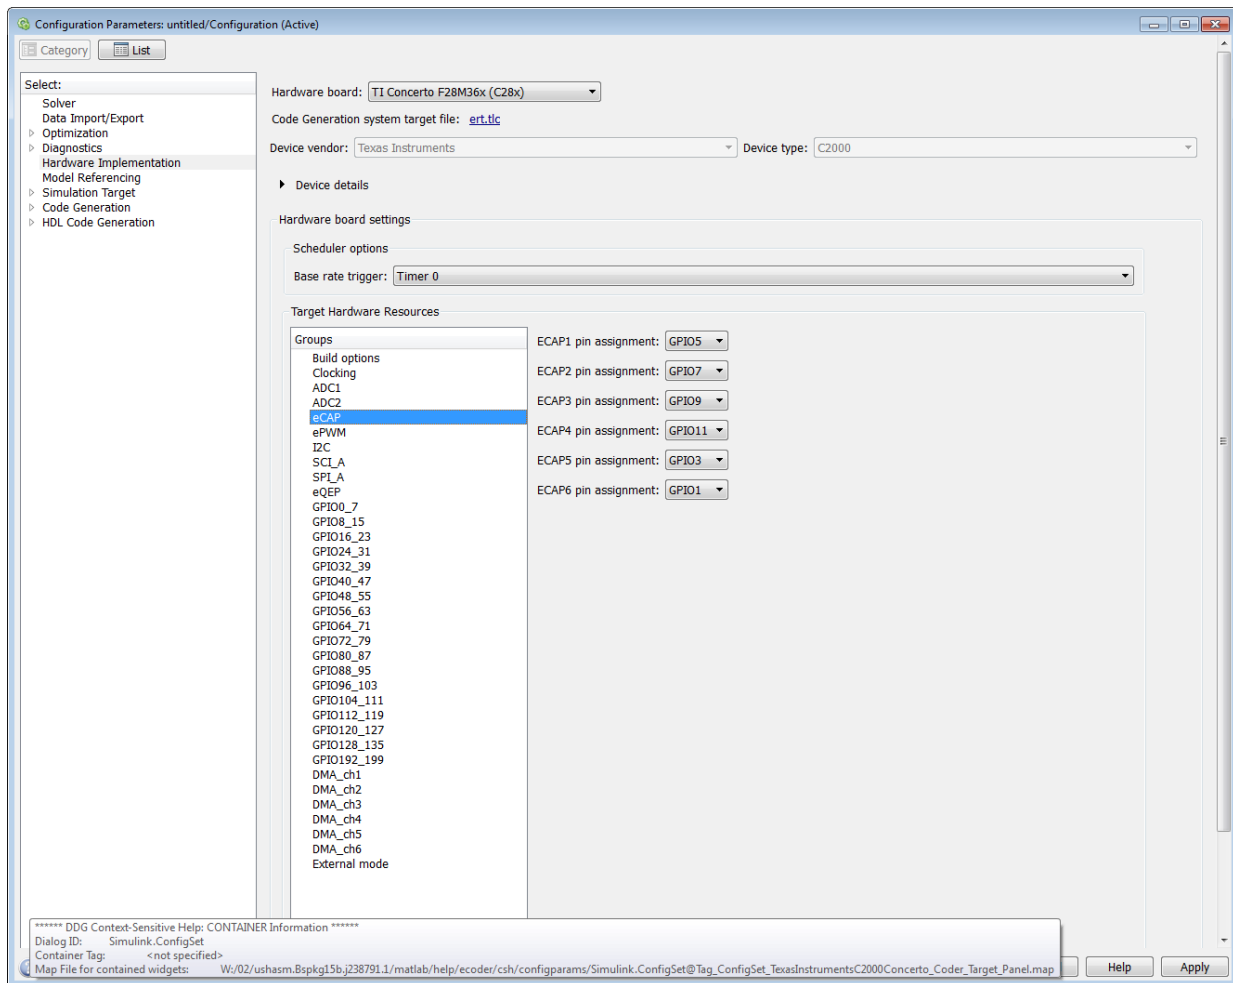 Configuration Parameters: untitled/Configuration (Active)
Category List
Select:
Solver
Data Import/Export
Optimization
Diagnostics
Hardware Implementation
Model Referencing
Simulation Target
Code Generation
HDL Code Generation
Hardware board: TI Concerto F28M36x (C28x)
Code Generation system target file: ert.tlc
Device vendor: Texas Instruments Device type: C2000
Device details
Hardware board settings
Scheduler options
Base rate trigger: Timer 0
Target Hardware Resources
Groups
Build options
Clocking
ADC1
ADC2
eCAP
ePWM
I2C
SCI_A
SPI_A
eQEP
GPIO0_7
GPIO8_15
GPIO16_23
GPIO24_31
GPIO32_39
GPIO40_47
GPIO48_55
GPIO56_63
GPIO64_71
GPIO72_79
GPIO80_87
GPIO88_95
GPIO96_103
GPIO104_111
GPIO112_119
GPIO120_127
GPIO128_135
GPIO192_199
DMA_ch1
DMA_ch2
DMA_ch3
DMA_ch4
DMA_ch5
DMA_ch6
External mode
ECAP1 pin assignment: GPIO5
ECAP2 pin assignment: GPIO7
ECAP3 pin assignment: GPIO9
ECAP4 pin assignment: GPIO11
ECAP5 pin assignment: GPIO3
ECAP6 pin assignment: GPIO1
****** DDG Context-Sensitive Help: CONTAINER Information ******
Dialog ID: Simulink.ConfigSet
Container Tag: <not specified>
Map File for contained widgets: W:/02/ushasm.Bspkg15b.j238791.1/matlab/help/ecoder/csh/configparams/Simulink.ConfigSet@Tag_ConfigSet_TexasInstrumentsC2000Concerto_Coder_Target_Panel.map
Help Apply